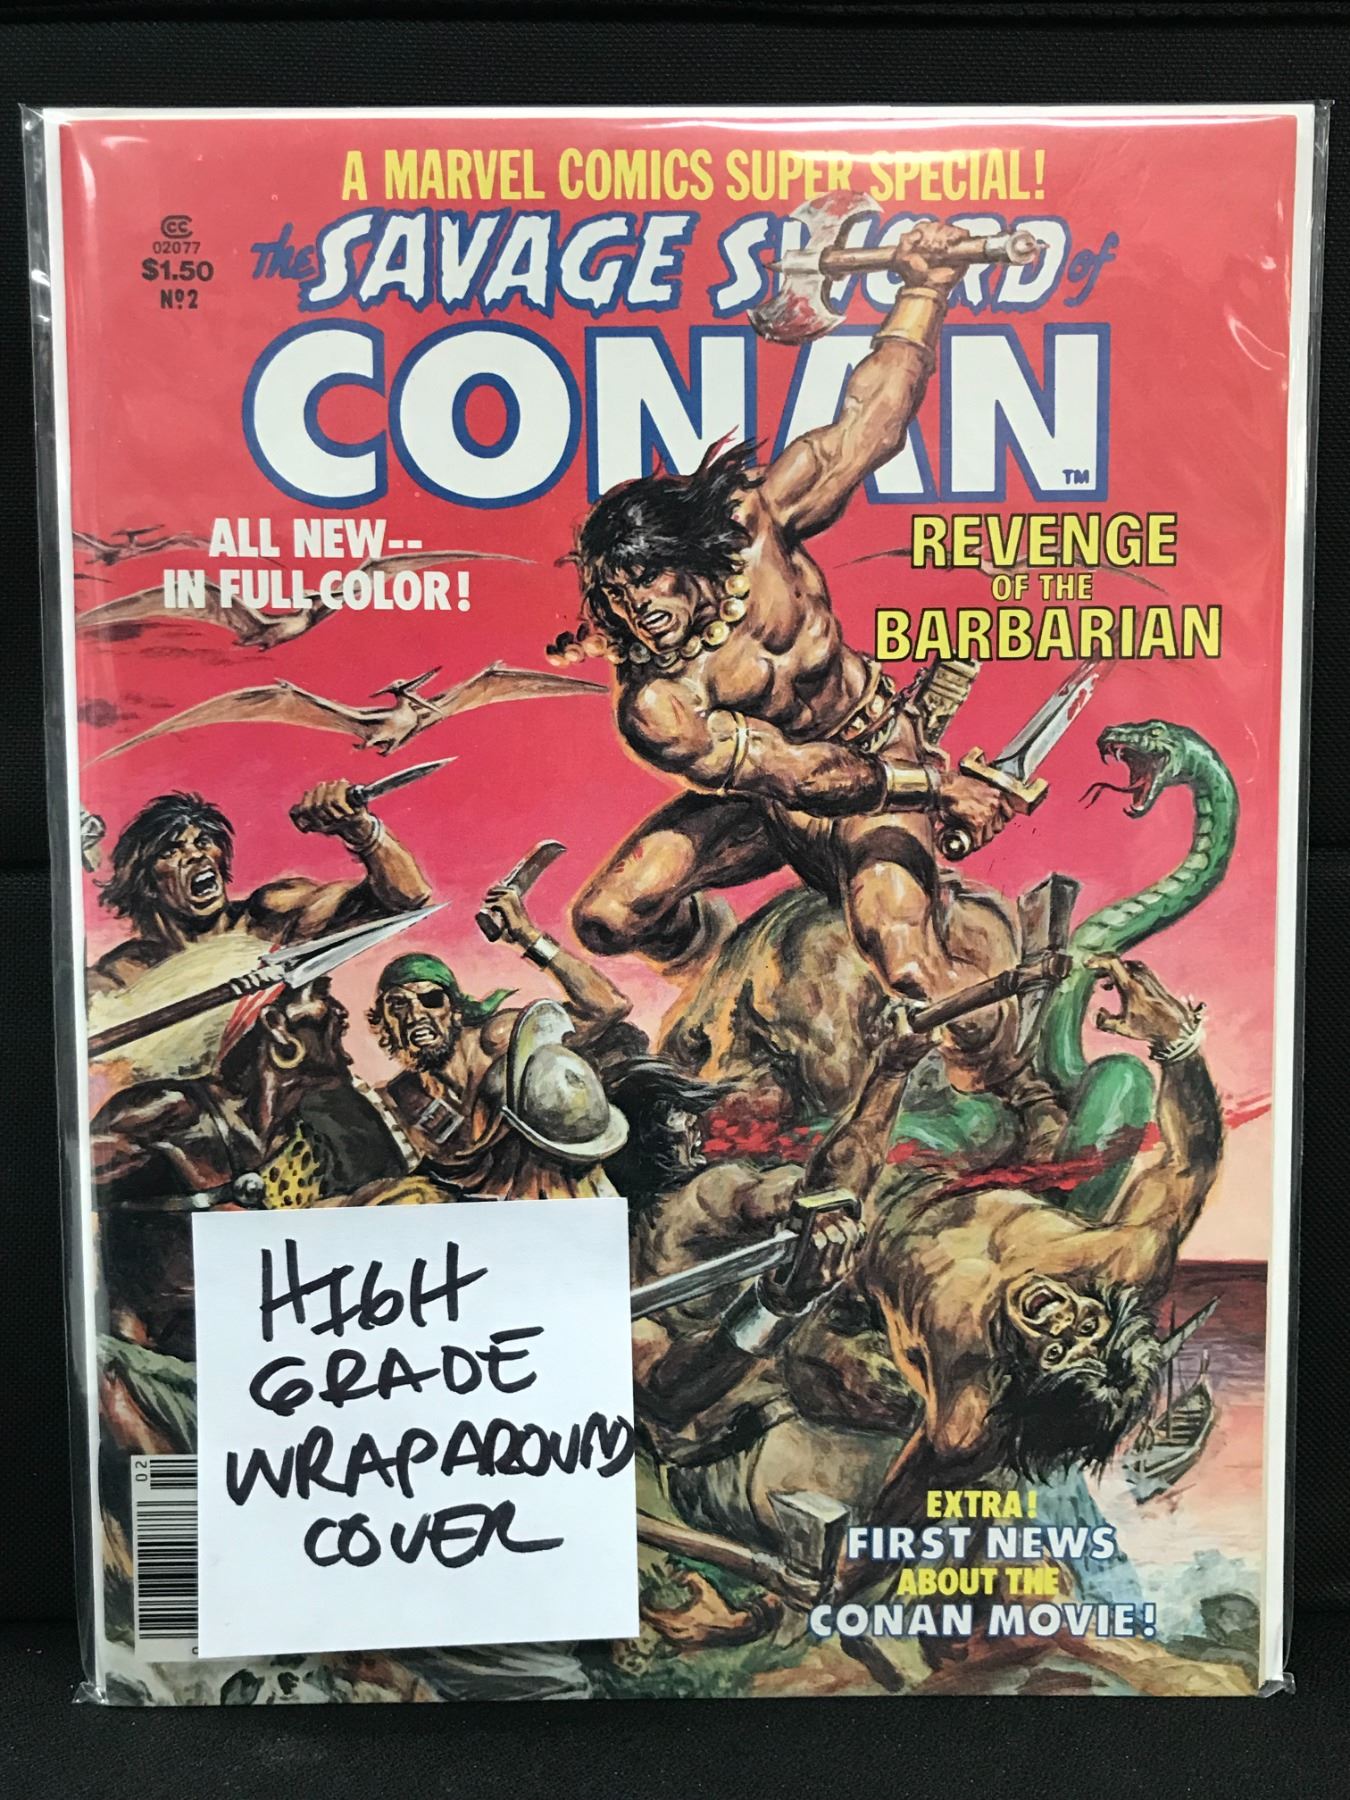 A MARVEL COMICS SUPER SPECIAL!
CC
02077
$1.50
Nº2
The SAVAGE SWORD of
CONAN
TM
ALL NEW--
IN FULL COLOR!
REVENGE
OF THE
BARBARIAN
HIGH
GRADE
WRAPAROUND
COVER
02
EXTRA!
FIRST NEWS
ABOUT THE
CONAN MOVIE!